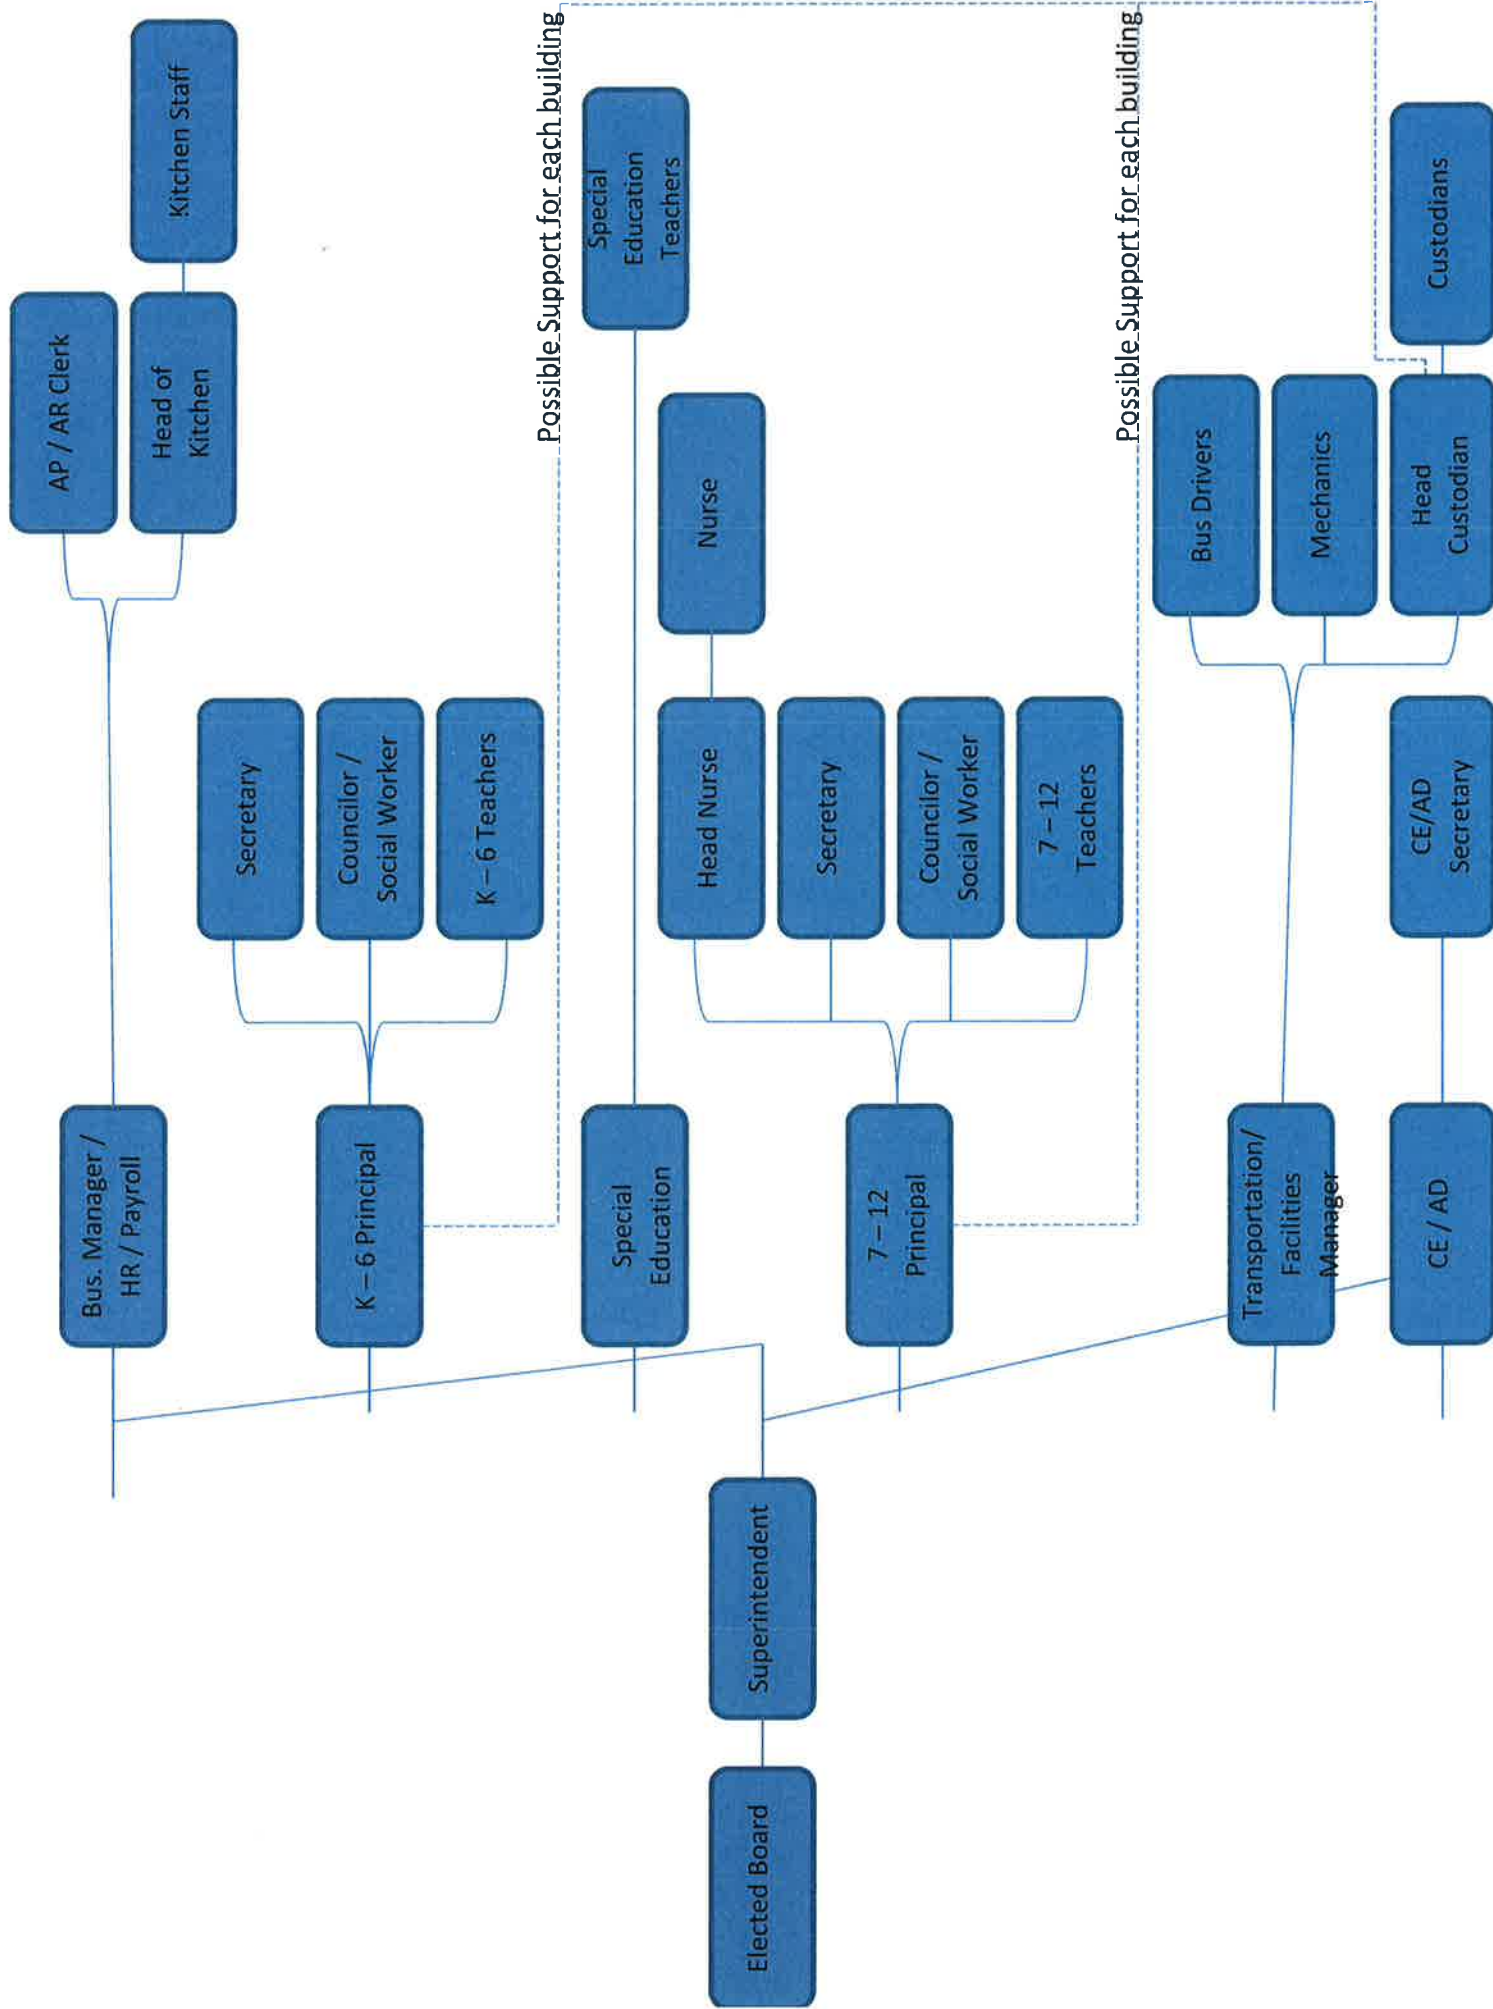 Elected Board
Superintendent
Bus. Manager /
HR / Payroll
AP / AR Clerk
Head of
Kitchen
Kitchen Staff
K – 6 Principal
Secretary
Councilor /
Social Worker
K – 6 Teachers
Possible Support for each building
Special
Education
Special
Education
Teachers
7 – 12
Principal
Head Nurse
Nurse
Secretary
Councilor /
Social Worker
7 – 12
Teachers
Possible Support for each building
Transportation/
Facilities
Manager
Bus Drivers
Mechanics
Head
Custodian
Custodians
CE / AD
CE/AD
Secretary